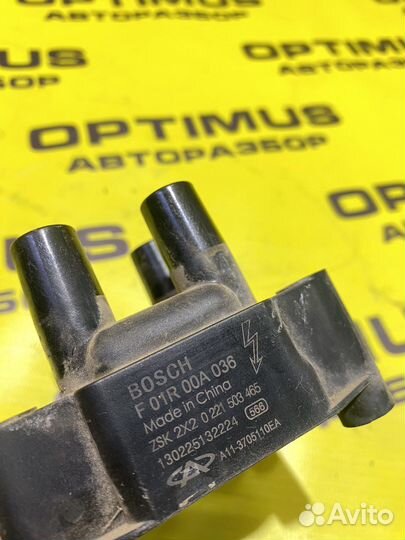 OPTIMUS
АВТОРАЗБОР
OPTIMUS
АВТОРАЗБОР
OPTIMUS
АВТОРАЗБОР
BOSCH
F 01R 00A 036
Made in China
ZSK 2X2 0 221 503 465
130225132224 566
A11-3705110EA
Avito